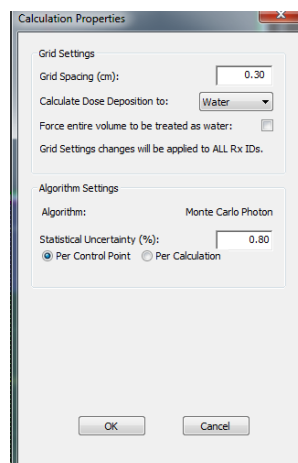 Calculation Properties
Grid Settings
Grid Spacing (cm): 0.30
Calculate Dose Deposition to: Water
Force entire volume to be treated as water:
Grid Settings changes will be applied to ALL Rx IDs.
Algorithm Settings
Algorithm: Monte Carlo Photon
Statistical Uncertainty (%): 0.80
Per Control Point Per Calculation
OK Cancel